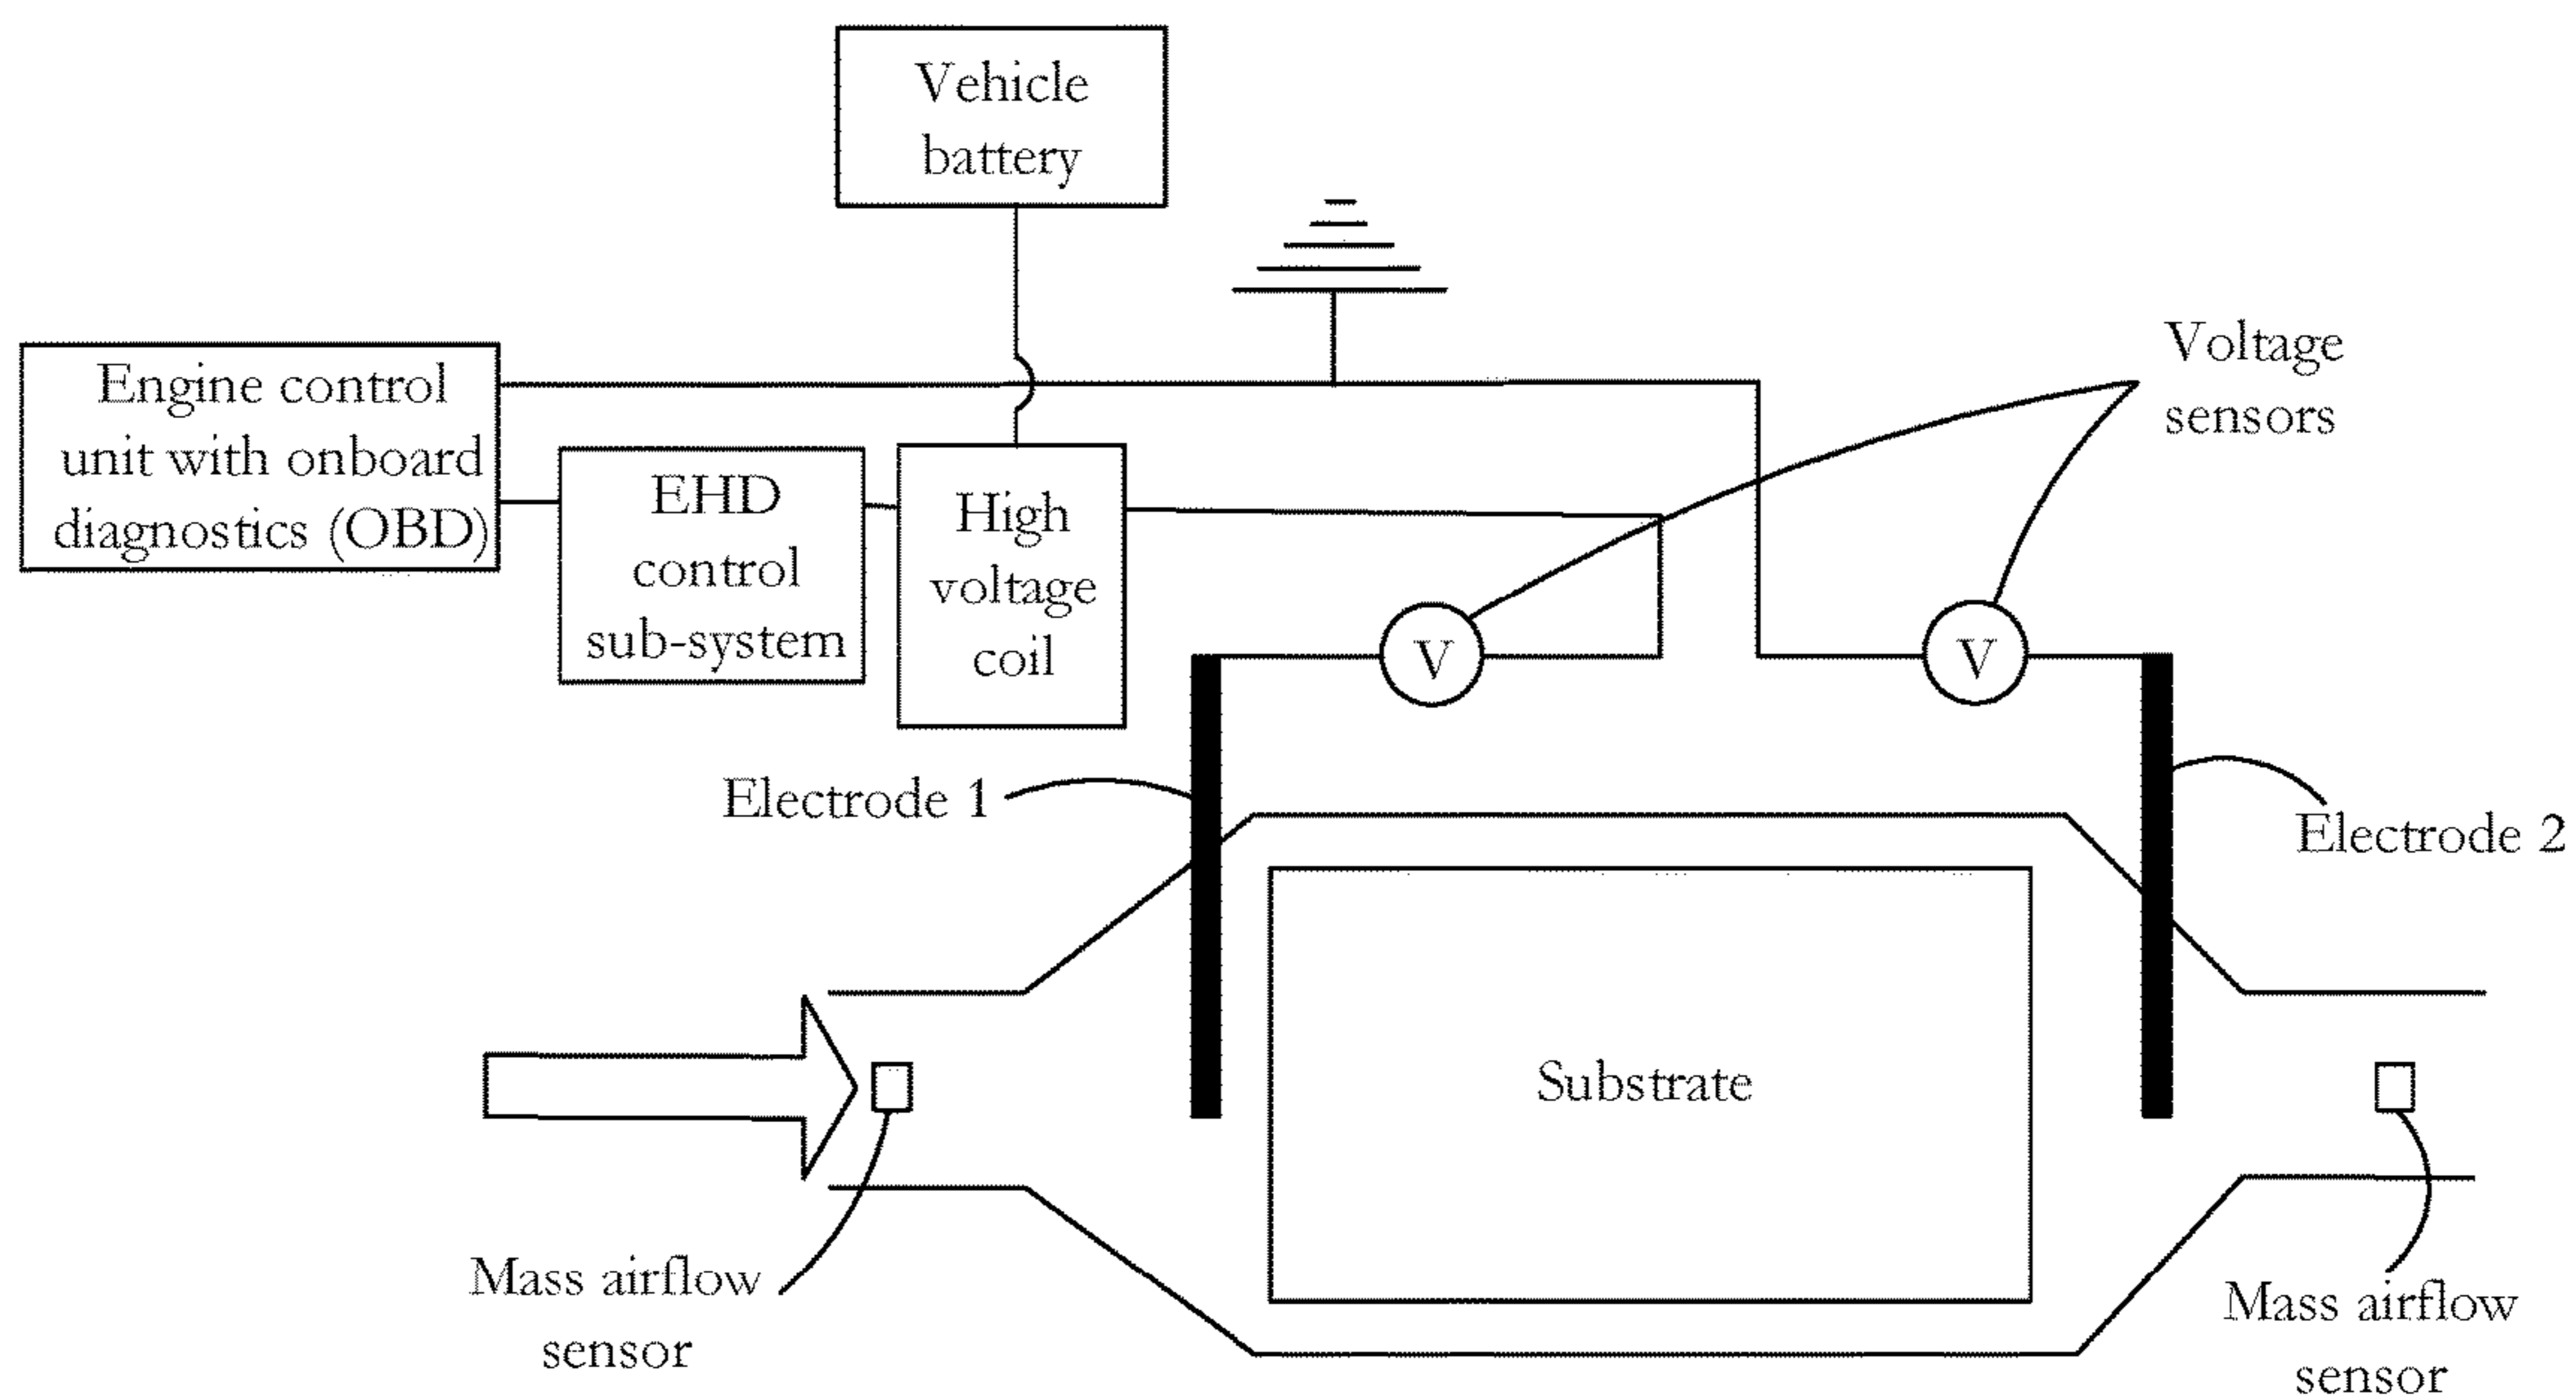 Vehicle
battery
Engine control
unit with onboard
diagnostics (OBD)
EHD
control
sub-system
High
voltage
coil
Voltage
sensors
V
V
Electrode 1
Electrode 2
Substrate
Mass airflow
sensor
Mass airflow
sensor